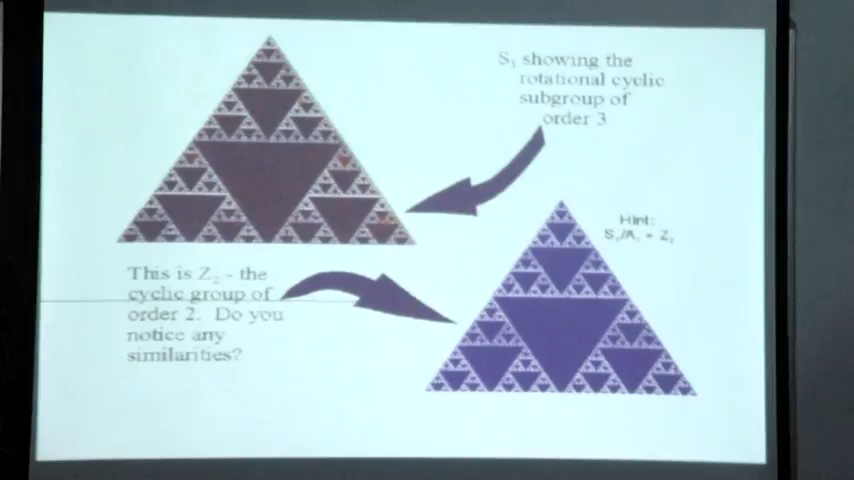 S₃ showing the
rotational cyclic
subgroup of
order 3
Hint:
S₃/A₃ = Z₂
This is Z₂ - the
cyclic group of
order 2. Do you
notice any
similarities?